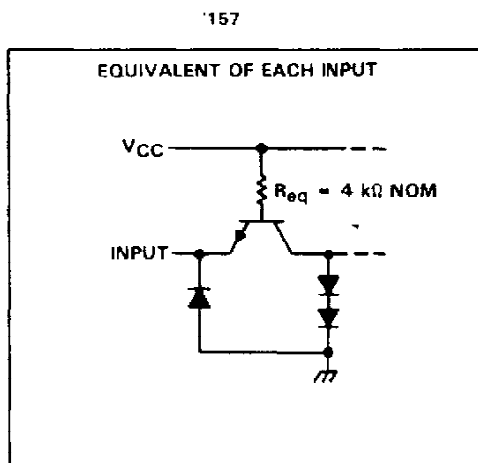 '157
EQUIVALENT OF EACH INPUT
VCC
Req = 4 kΩ NOM
INPUT